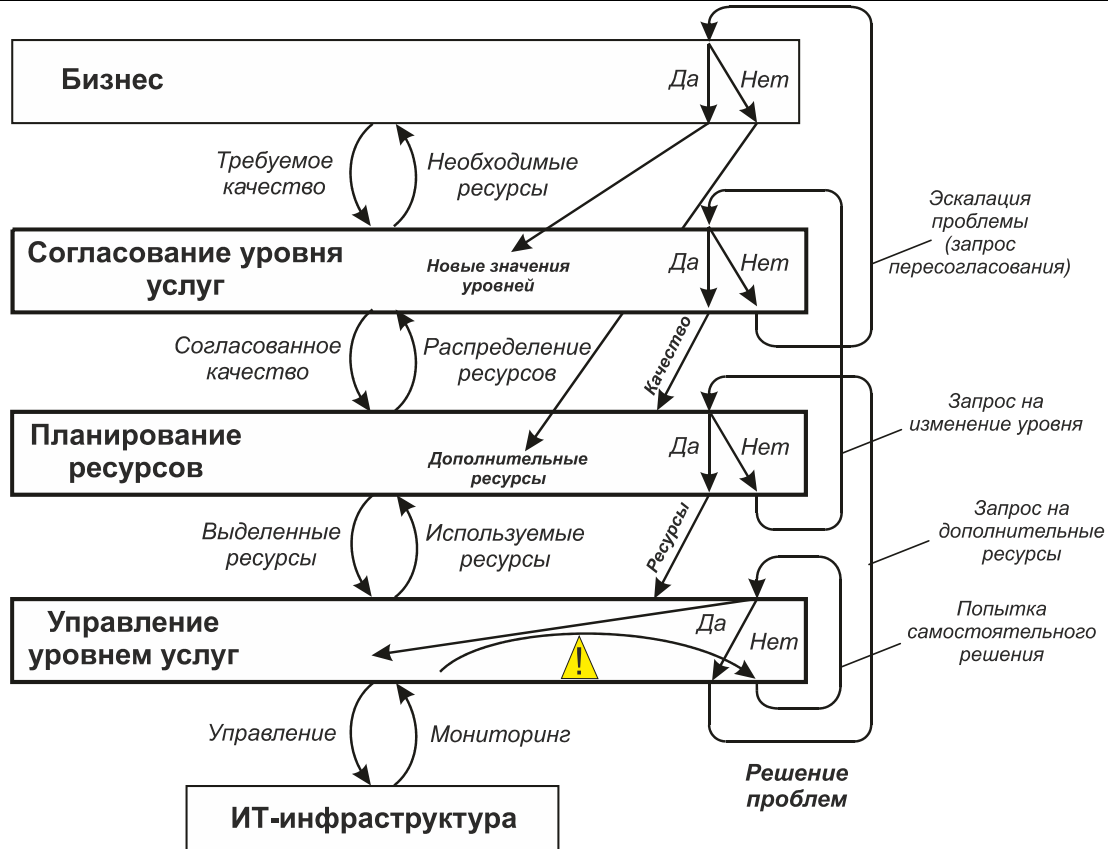 Бизнес
Да
Нет
Требуемое
качество
Необходимые
ресурсы
Эскалация
проблемы
(запрос
пересогласования)
Согласование уровня
услуг
Новые значения
уровней
Да
Нет
Согласованное
качество
Распределение
ресурсов
Качество
Запрос на
изменение уровня
Планирование
ресурсов
Дополнительные
ресурсы
Да
Нет
Выделенные
ресурсы
Используемые
ресурсы
Ресурсы
Запрос на
дополнительные
ресурсы
Управление
уровнем услуг
!
Да
Нет
Попытка
самостоятельного
решения
Управление
Мониторинг
Решение
проблем
ИТ-инфраструктура